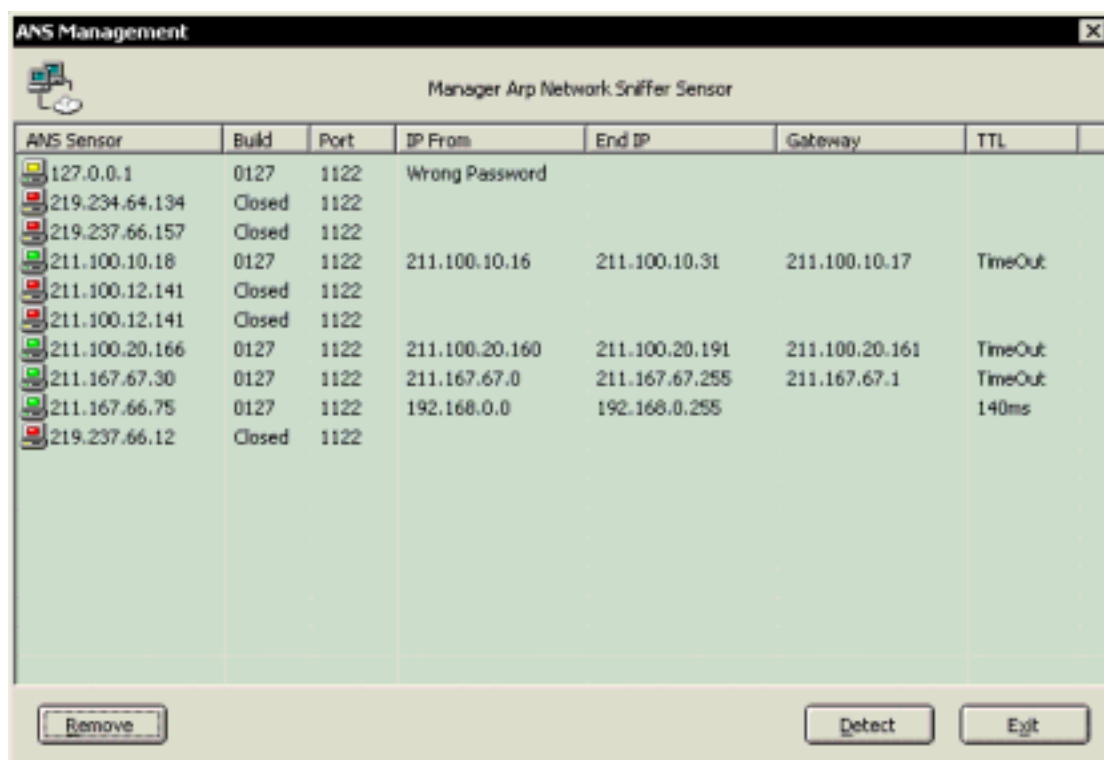 ANS Management
Manager Arp Network Sniffer Sensor
ANS Sensor Build Port IP From End IP Gateway TTL
127.0.0.1 0127 1122 Wrong Password
219.234.64.134 Closed 1122
219.237.66.157 Closed 1122
211.100.10.18 0127 1122 211.100.10.16 211.100.10.31 211.100.10.17 TimeOut
211.100.12.141 Closed 1122
211.100.12.141 Closed 1122
211.100.20.166 0127 1122 211.100.20.160 211.100.20.191 211.100.20.161 TimeOut
211.167.67.30 0127 1122 211.167.67.0 211.167.67.255 211.167.67.1 TimeOut
211.167.66.75 0127 1122 192.168.0.0 192.168.0.255 140ms
219.237.66.12 Closed 1122
Remove Detect Exit